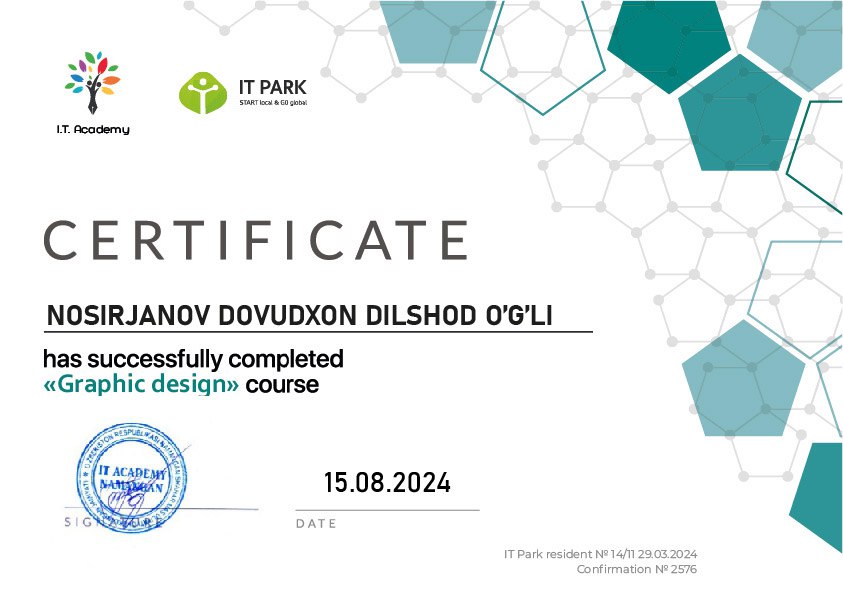 I.T. Academy
IT PARK
START local & GO global
CERTIFICATE
NOSIRJANOV DOVUDXON DILSHOD O'G'LI
has successfully completed
«Graphic design» course
IT ACADEMY
NAMANGAN
15.08.2024
SIGNATURE
DATE
IT Park resident № 14/11 29.03.2024
Confirmation № 2576